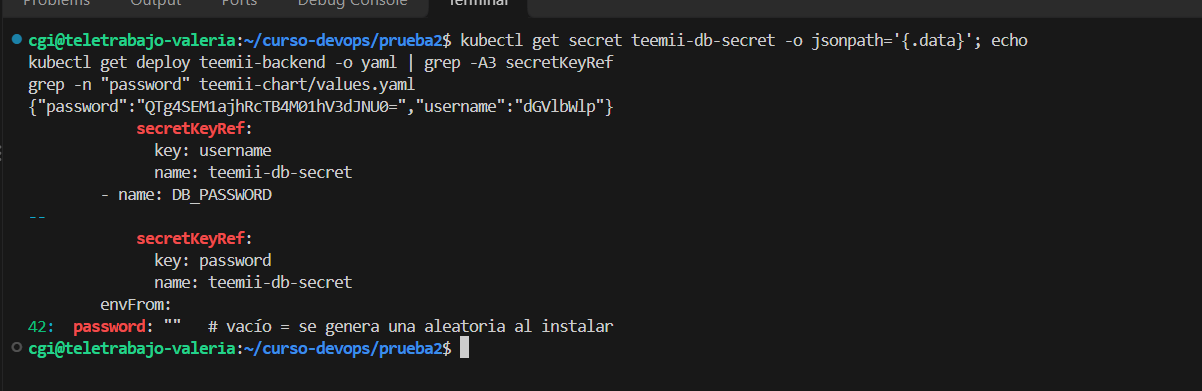 Problems Output Ports Debug Console Terminal
cgi@teletrabajo-valeria:~/curso-devops/prueba2$ kubectl get secret teemii-db-secret -o jsonpath='{.data}'; echo
kubectl get deploy teemii-backend -o yaml | grep -A3 secretKeyRef
grep -n "password" teemii-chart/values.yaml
{"password":"QTg4SEM1ajhRcTB4M01hV3dJNU0=","username":"dGVlbWlp"}
secretKeyRef:
key: username
name: teemii-db-secret
- name: DB_PASSWORD
--
secretKeyRef:
key: password
name: teemii-db-secret
envFrom:
42: password: "" # vacío = se genera una aleatoria al instalar
cgi@teletrabajo-valeria:~/curso-devops/prueba2$